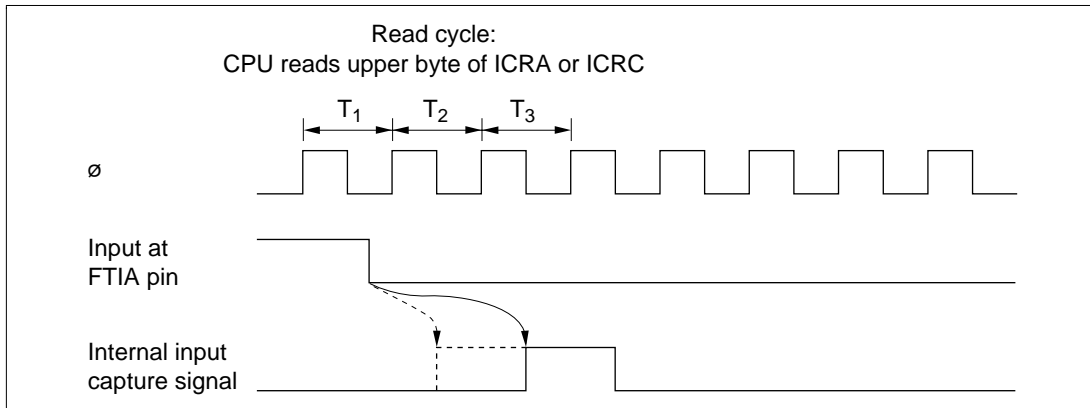 Read cycle:
CPU reads upper byte of ICRA or ICRC
T1 T2 T3
ø
Input at
FTIA pin
Internal input
capture signal